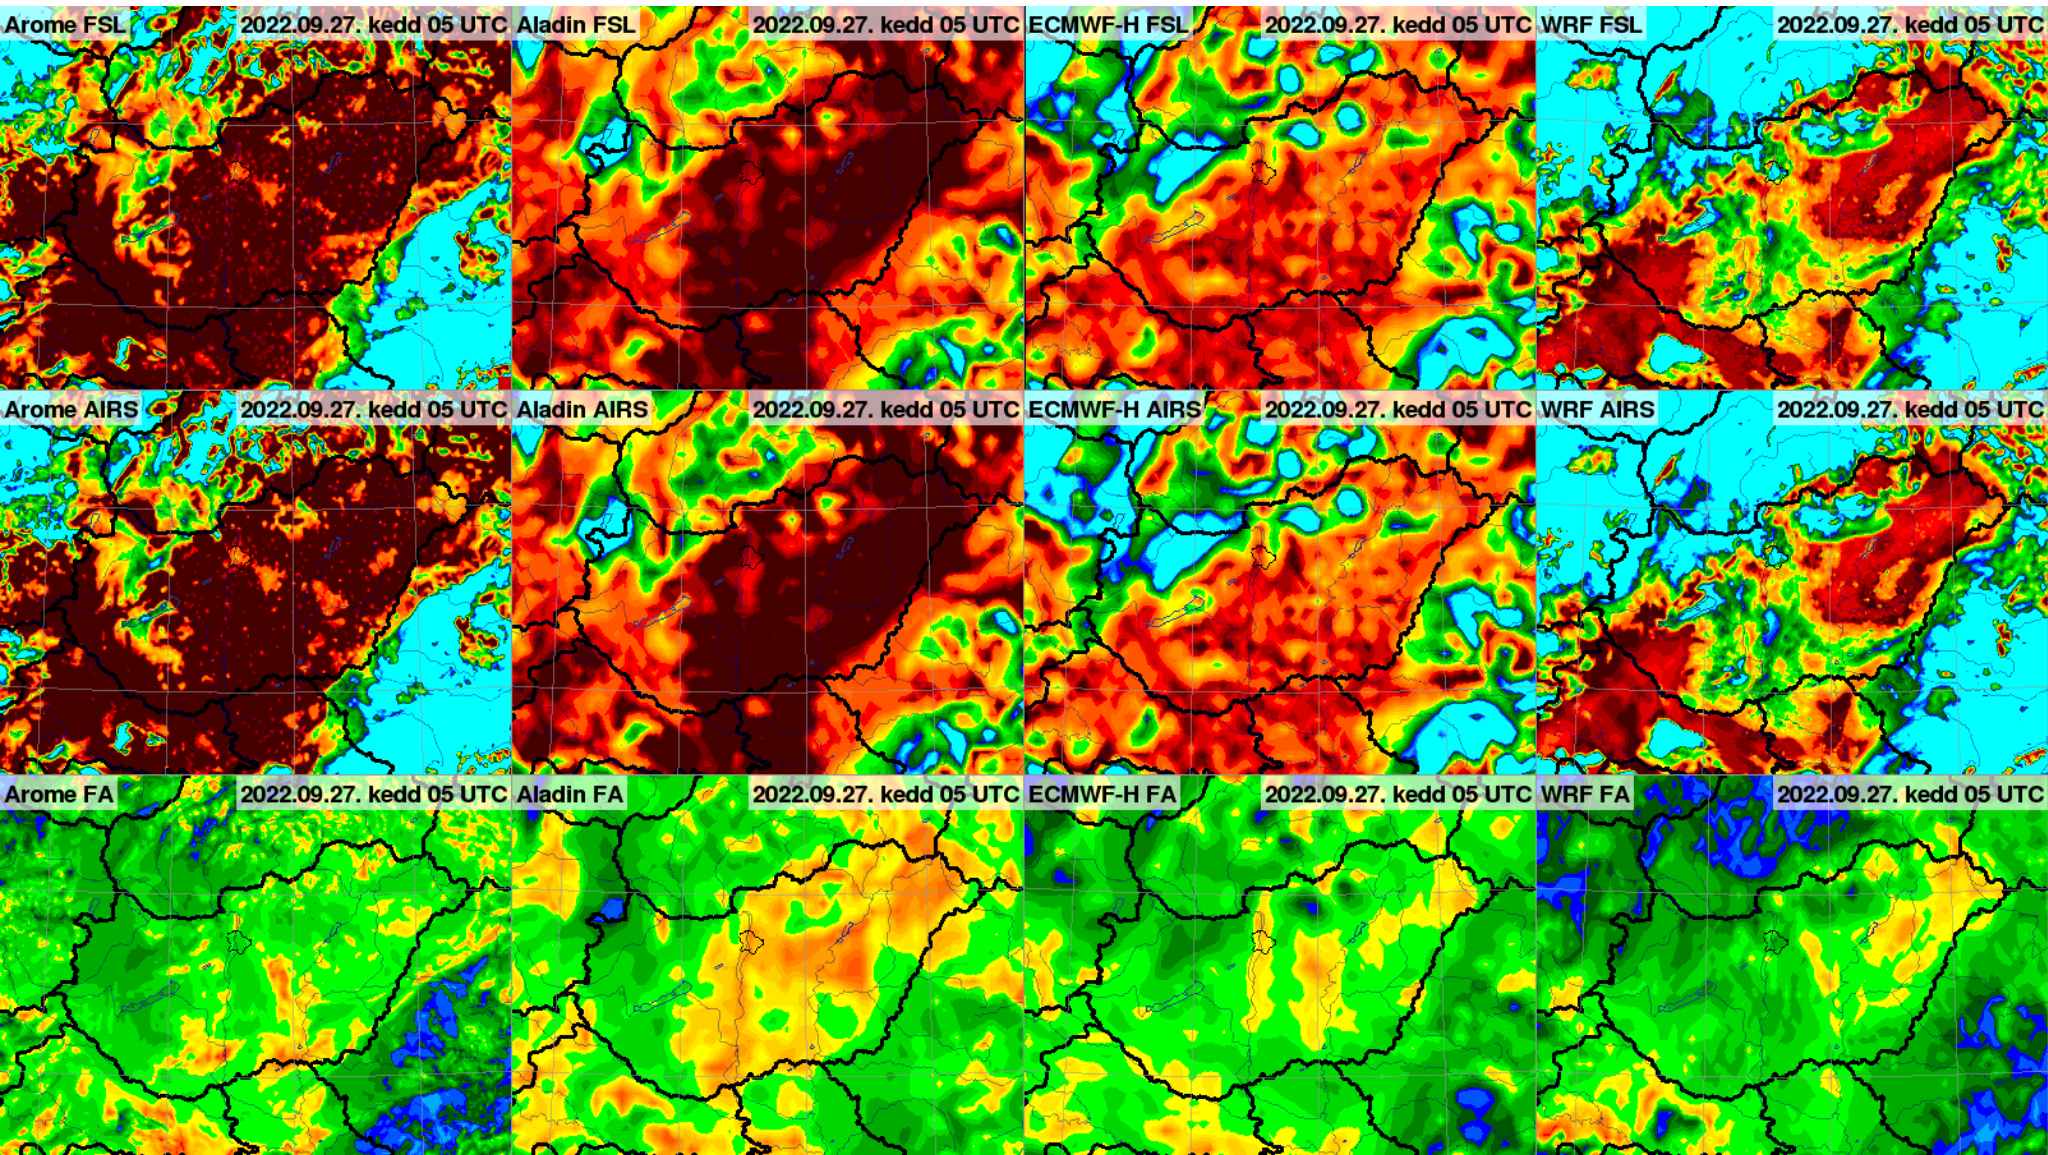 Arome FSL 2022.09.27. kedd 05 UTC
Aladin FSL 2022.09.27. kedd 05 UTC
ECMWF-H FSL 2022.09.27. kedd 05 UTC
WRF FSL 2022.09.27. kedd 05 UTC
Arome AIRS 2022.09.27. kedd 05 UTC
Aladin AIRS 2022.09.27. kedd 05 UTC
ECMWF-H AIRS 2022.09.27. kedd 05 UTC
WRF AIRS 2022.09.27. kedd 05 UTC
Arome FA 2022.09.27. kedd 05 UTC
Aladin FA 2022.09.27. kedd 05 UTC
ECMWF-H FA 2022.09.27. kedd 05 UTC
WRF FA 2022.09.27. kedd 05 UTC